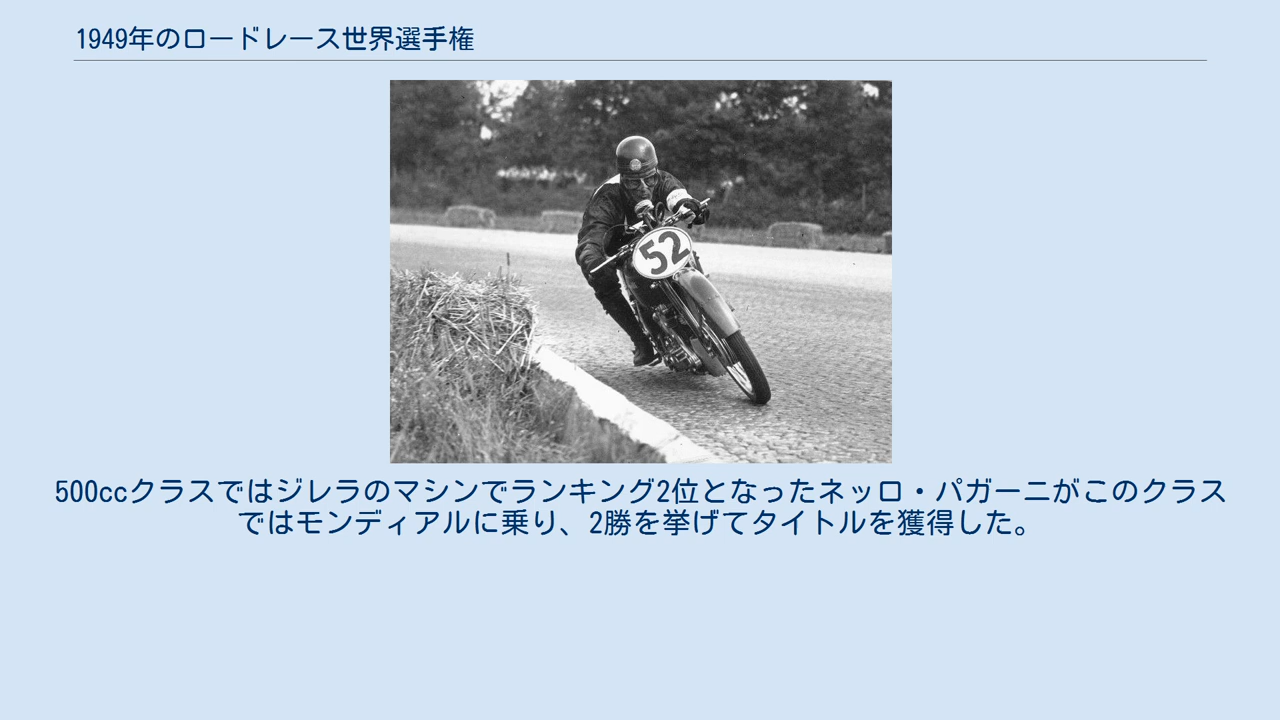 1949年のロードレース世界選手権
52
500ccクラスではジレラのマシンでランキング2位となったネッロ・パガーニがこのクラス
ではモンディアルに乗り、2勝を挙げてタイトルを獲得した。